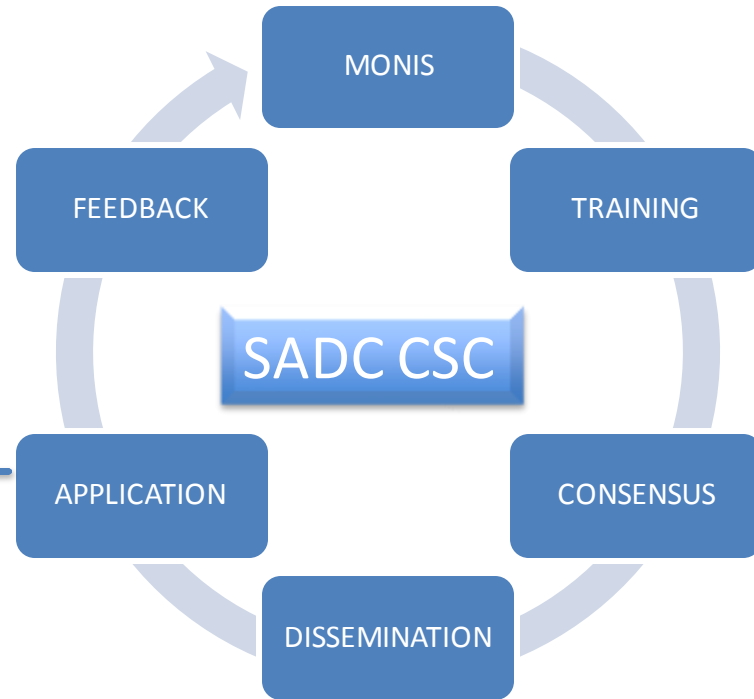 MONIS
FEEDBACK
TRAINING
SADC CSC
APPLICATION
CONSENSUS
DISSEMINATION